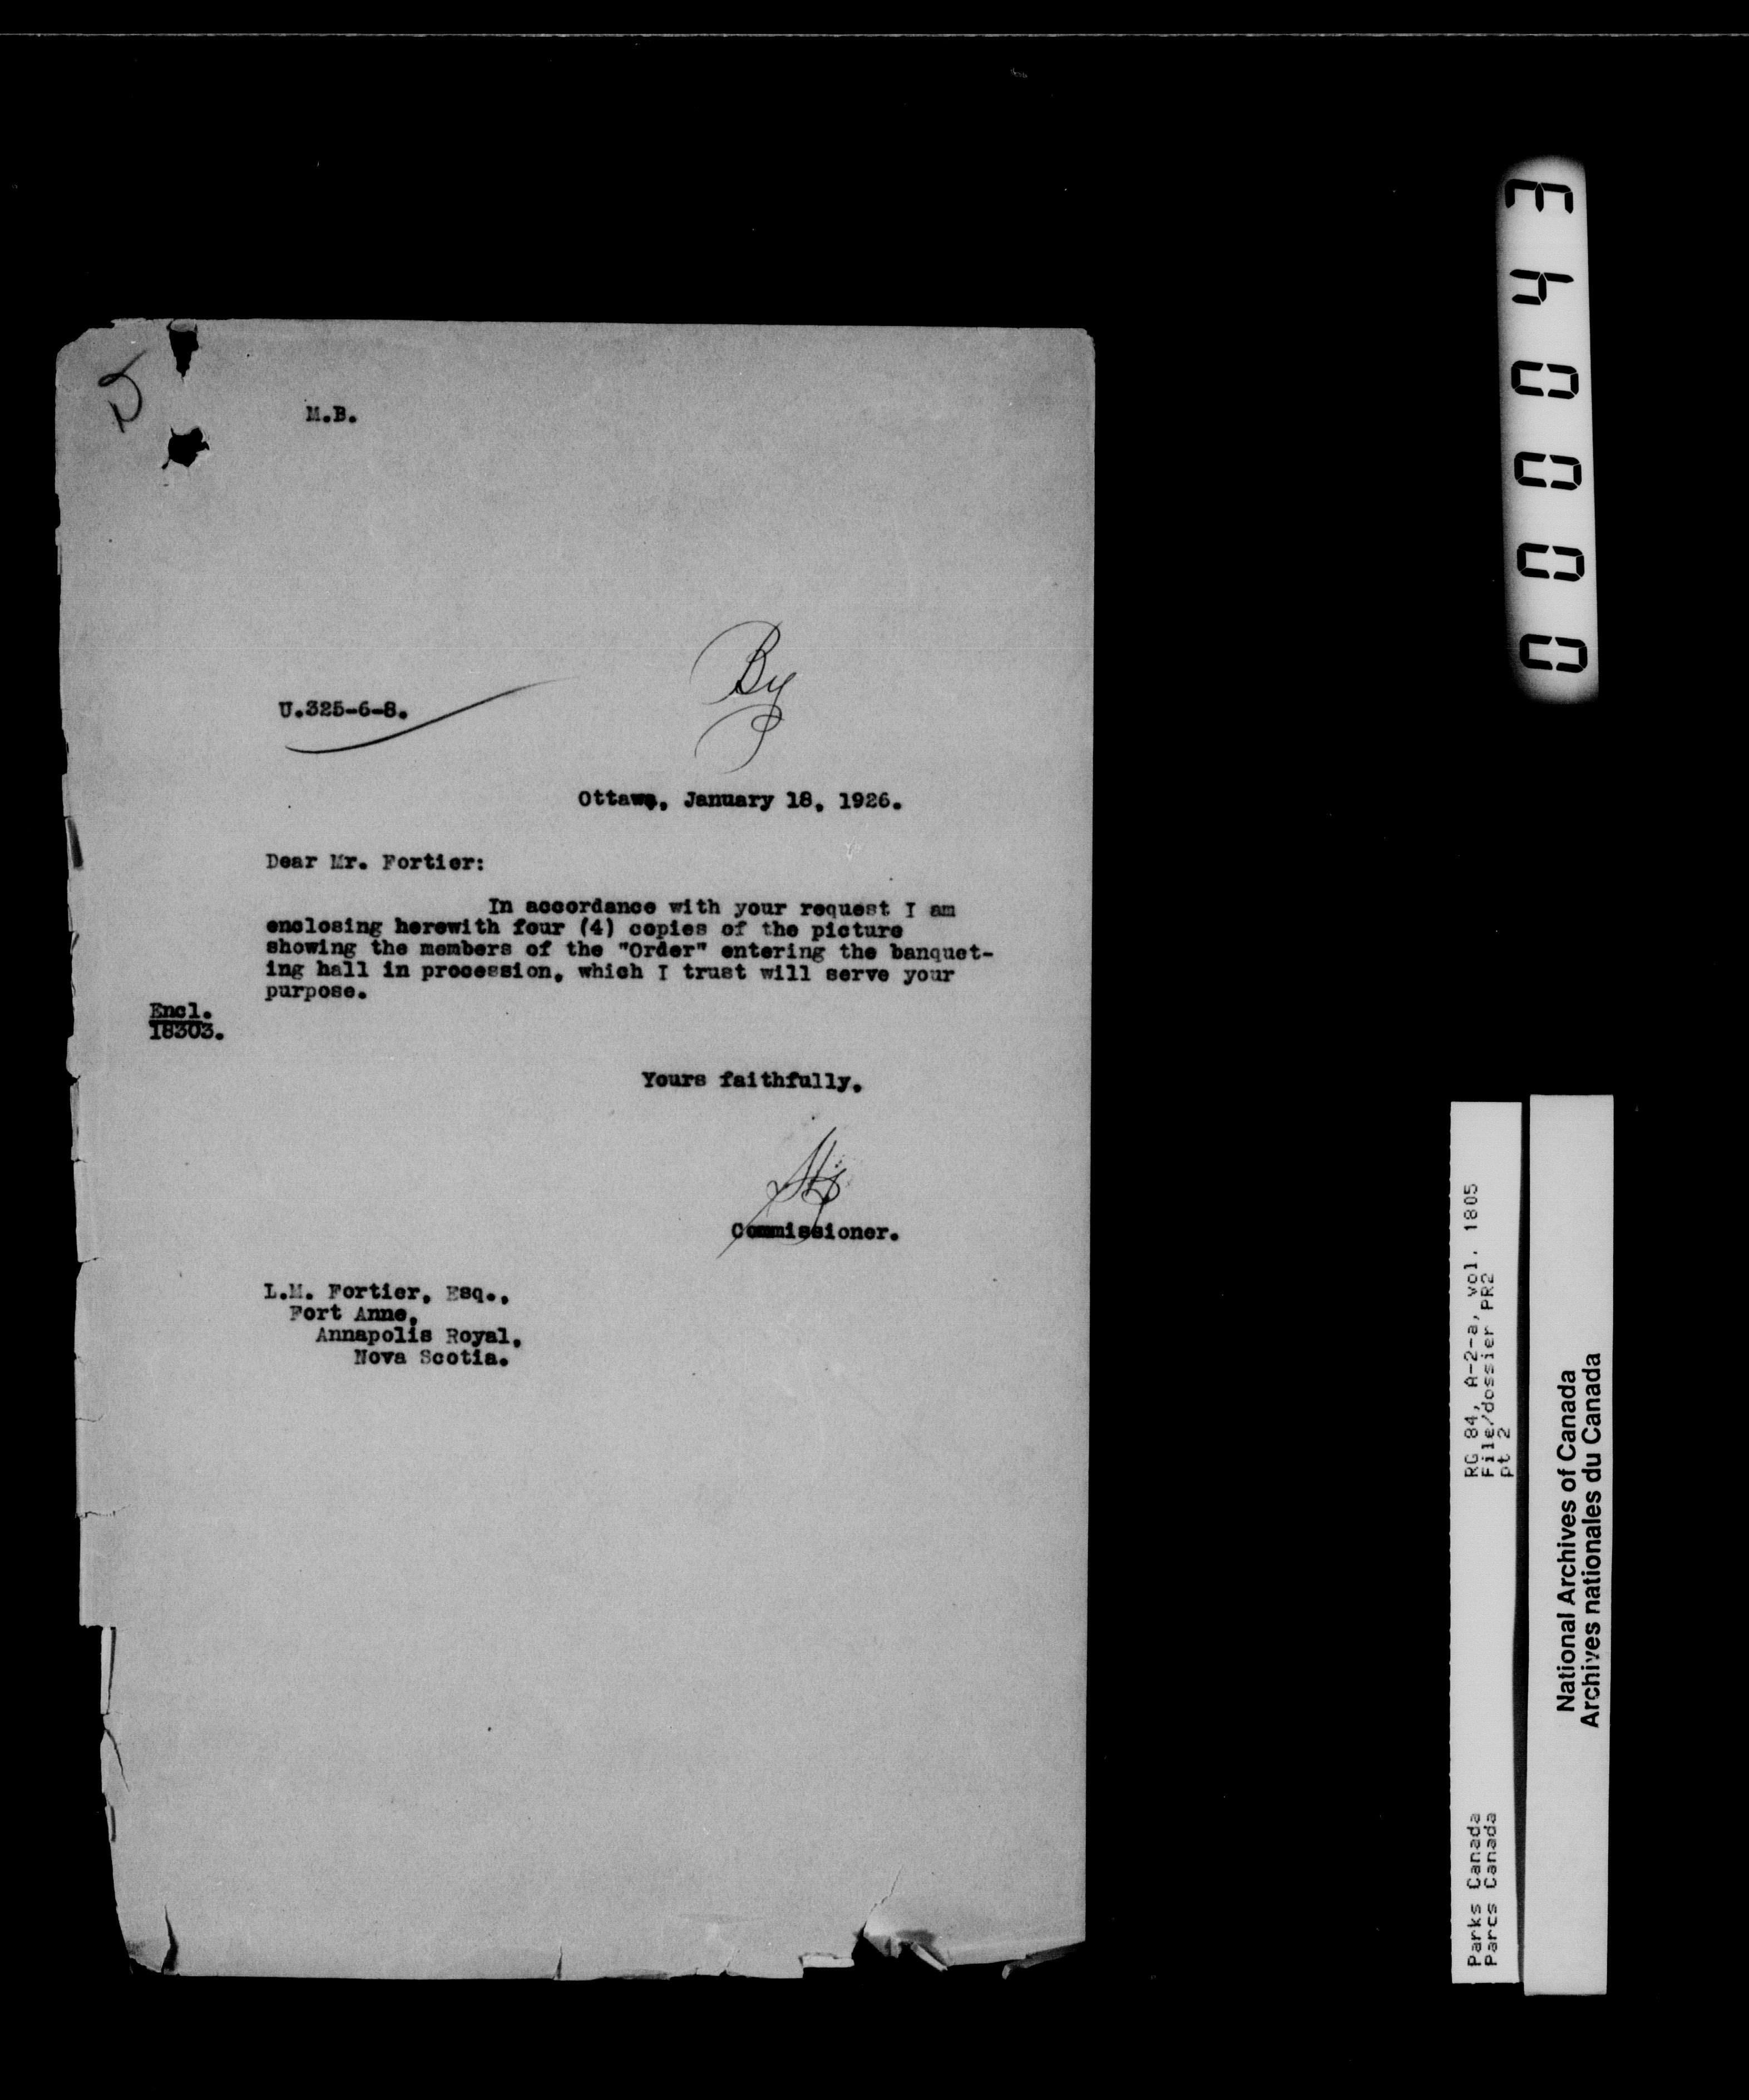 M.B.
By
U.325-6-8.
Ottawa, January 18, 1926.
Dear Mr. Fortier:
In accordance with your request I am
enclosing herewith four (4) copies of the picture
showing the members of the "Order" entering the banquet-
ing hall in procession, which I trust will serve your
purpose.
Encl.
18303.
Yours faithfully,
Commissioner.
L.M. Fortier, Esq.,
Fort Anne,
Annapolis Royal,
Nova Scotia.
000043
RG 84, A-2-a, vol. 1805
File/dossier PR2
pt 2
Parks Canada
Parcs Canada
National Archives of Canada
Archives nationales du Canada